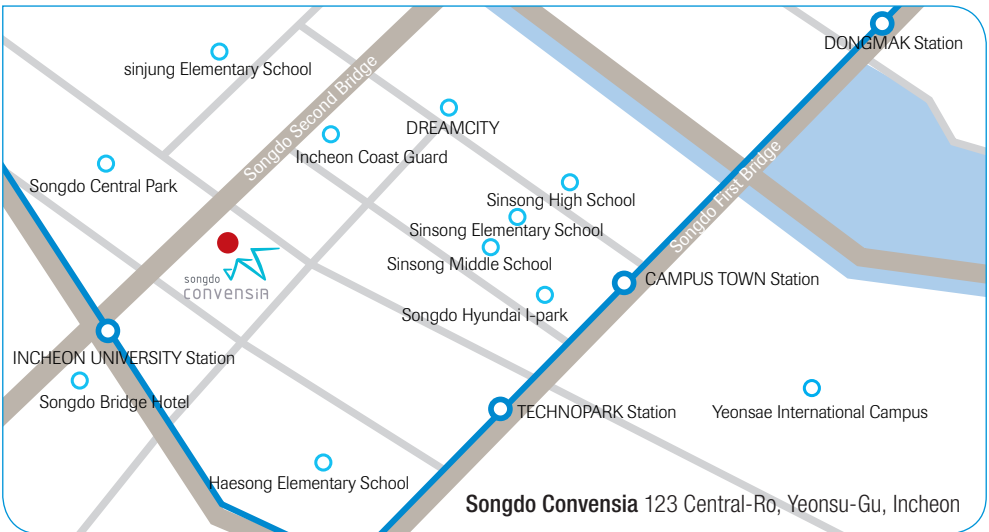 DONGMAK Station
sinjung Elementary School
Songdo Second Bridge
DREAMCITY
Incheon Coast Guard
Songdo Central Park
Sinsong High School
Sinsong Elementary School
Songdo First Bridge
Sinsong Middle School
songdo
convensia
CAMPUS TOWN Station
Songdo Hyundai I-park
INCHEON UNIVERSITY Station
Songdo Bridge Hotel
TECHNOPARK Station
Yeonsae International Campus
Haesong Elementary School
Songdo Convensia 123 Central-Ro, Yeonsu-Gu, Incheon